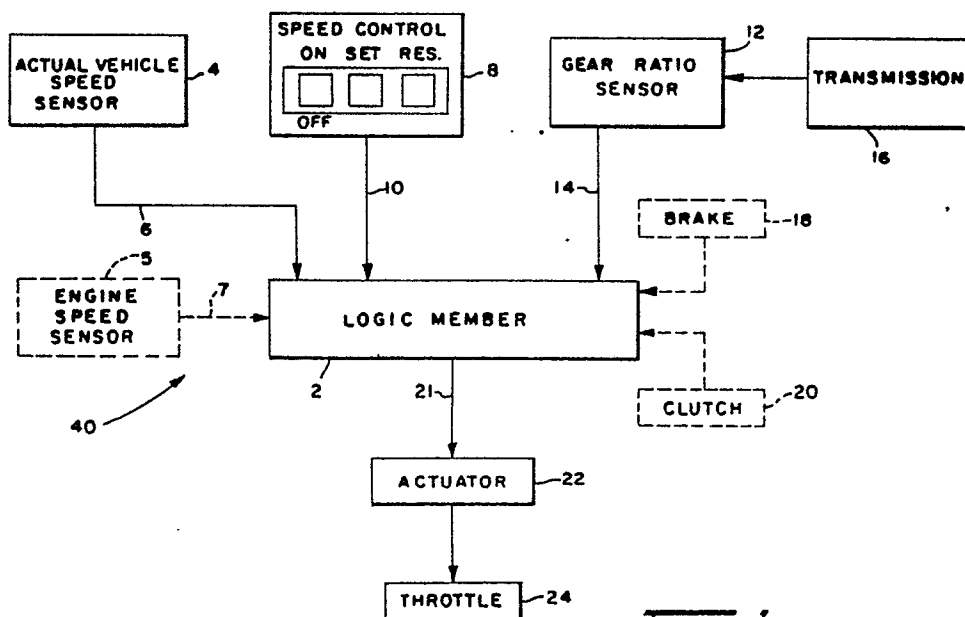 ACTUAL VEHICLE
SPEED
SENSOR
4
SPEED CONTROL
ON SET RES.
OFF
8
GEAR RATIO
SENSOR
12
TRANSMISSION
16
6
10
14
BRAKE
18
5
ENGINE
SPEED
SENSOR
7
LOGIC MEMBER
2
21
CLUTCH
20
40
ACTUATOR
22
THROTTLE
24